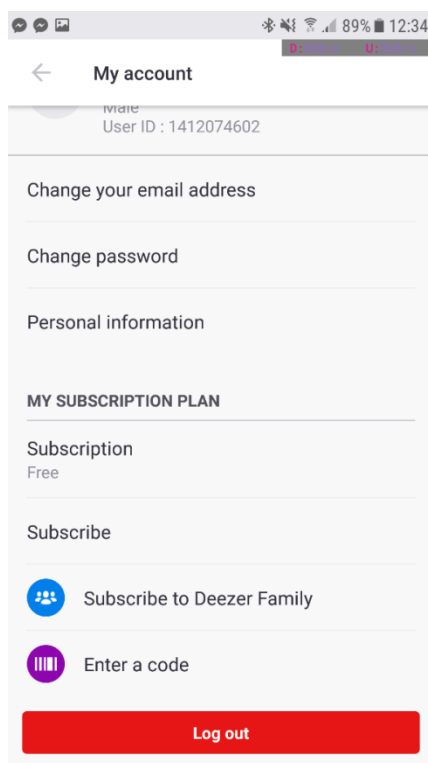 89% 12:34
D: U:
My account
Male
User ID : 1412074602
Change your email address
Change password
Personal information
MY SUBSCRIPTION PLAN
Subscription
Free
Subscribe
Subscribe to Deezer Family
Enter a code
Log out